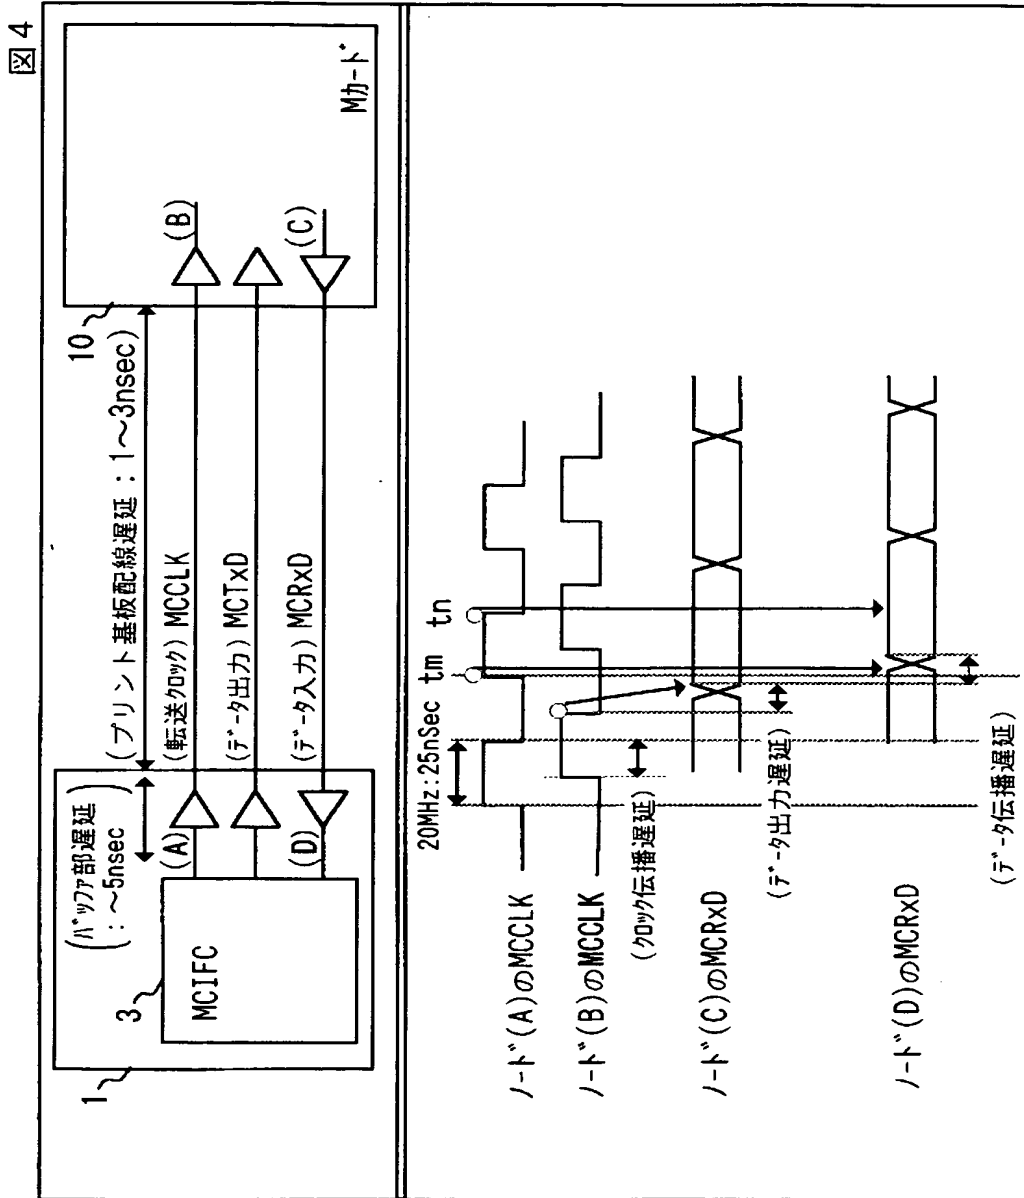 図4
1
3
MCIFC
(バッファ部遅延
:～5nsec)
(A)
(D)
(プリント基板配線遅延:1～3nsec)
(転送クロック)MCCLK
(データ出力)MCTxD
(データ入力)MCRxD
10
(B)
(C)
Mカード
20MHz:25nSec
tm
tn
ノード(A)のMCCLK
ノード(B)のMCCLK
(クロック伝播遅延)
ノード(C)のMCRxD
(データ出力遅延)
ノード(D)のMCRxD
(データ伝播遅延)